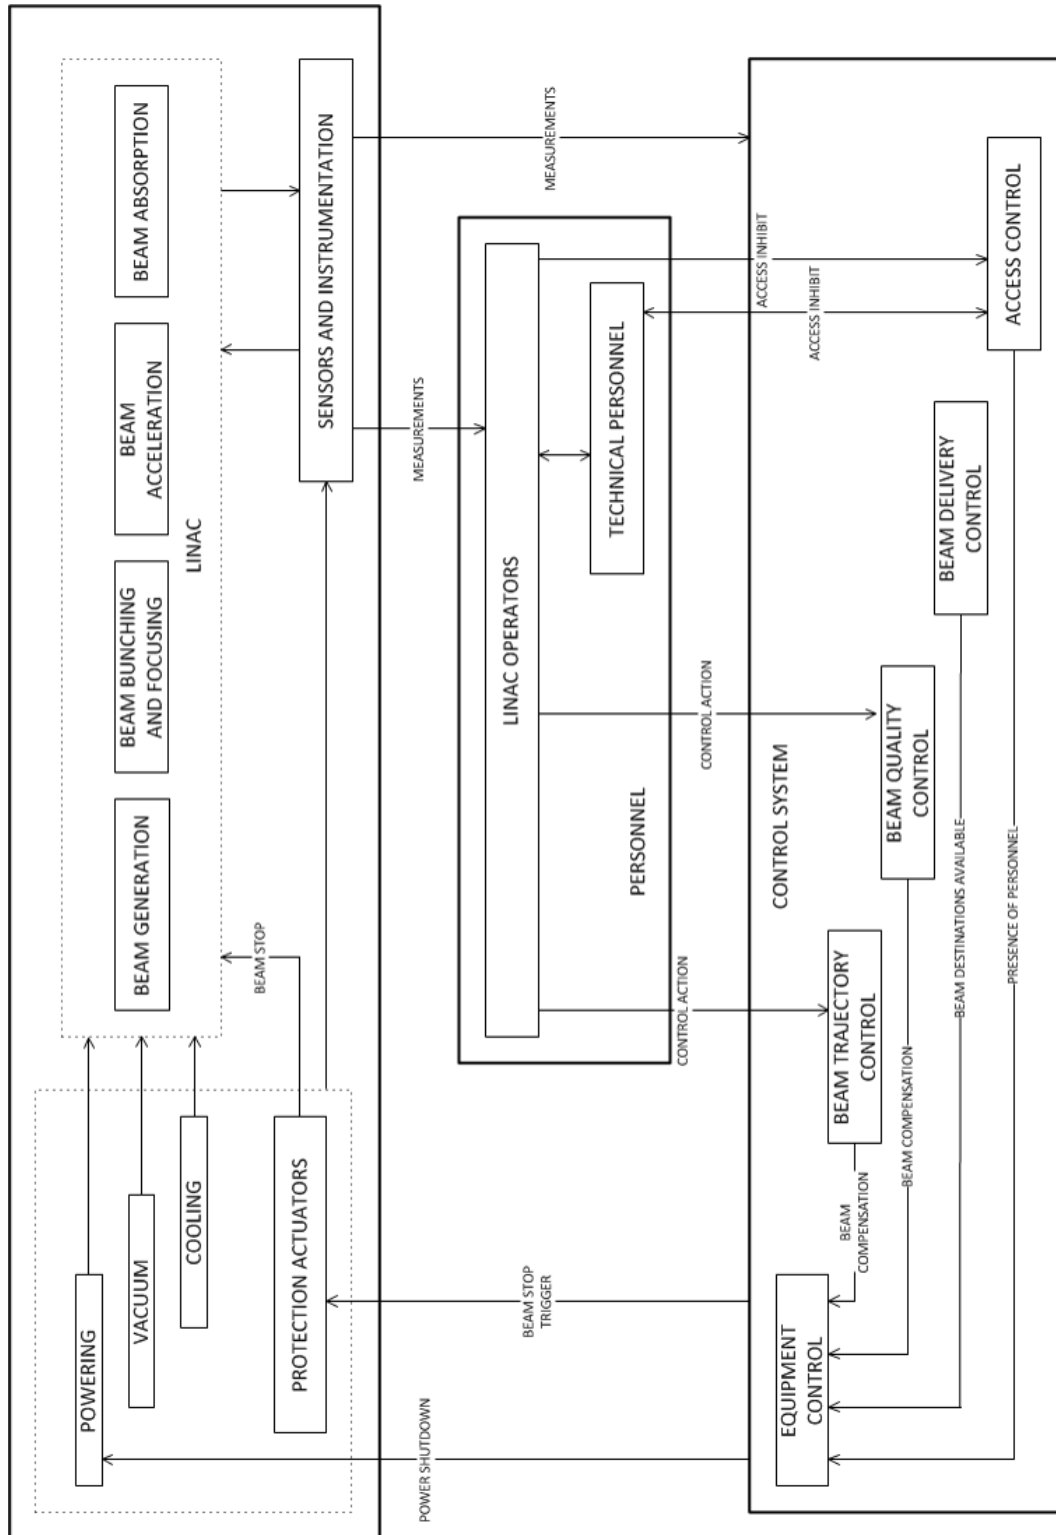 POWERING
VACUUM
COOLING
PROTECTION ACTUATORS
BEAM GENERATION
BEAM BUNCHING
AND FOCUSING
BEAM
ACCELERATION
BEAM ABSORPTION
LINAC
BEAM STOP
SENSORS AND INSTRUMENTATION
MEASUREMENTS
MEASUREMENTS
POWER SHUTDOWN
BEAM STOP
TRIGGER
LINAC OPERATORS
TECHNICAL PERSONNEL
PERSONNEL
CONTROL ACTION
CONTROL ACTION
ACCESS INHIBIT
ACCESS INHIBIT
CONTROL SYSTEM
EQUIPMENT
CONTROL
BEAM
COMPENSATION
BEAM TRAJECTORY
CONTROL
BEAM COMPENSATION
BEAM QUALITY
CONTROL
BEAM DESTINATIONS AVAILABLE
BEAM DELIVERY
CONTROL
PRESENCE OF PERSONNEL
ACCESS CONTROL